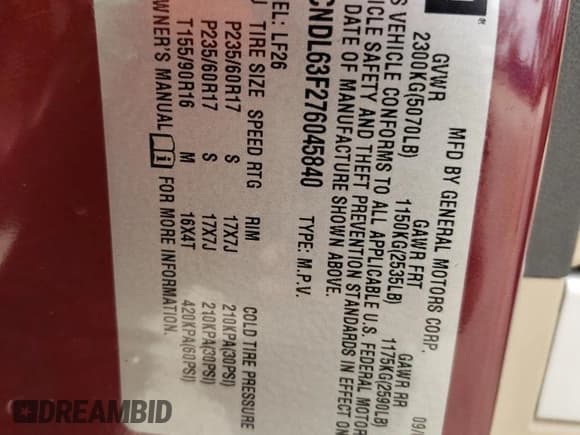 ®
MFD BY GENERAL MOTORS CORP. 09/
GVWR GAWR FRT GAWR RR
2300KG(5070LB) 1150KG(2535LB) 1175KG(2590LB)
S VEHICLE CONFORMS TO ALL APPLICABLE U.S. FEDERAL MOTOR
ICLE SAFETY AND THEFT PREVENTION STANDARDS IN EFFECT ON
DATE OF MANUFACTURE SHOWN ABOVE.
CNDL63F276045840 TYPE: M.P.V.
DEL: LF26
TIRE SIZE SPEED RTG RIM COLD TIRE PRESSURE
P235/60R17 S 17X7J 210KPA(30PSI)
P235/60R17 S 17X7J 210KPA(30PSI)
T155/90R16 M 16X4T 420KPA(60PSI)
OWNER'S MANUAL i FOR MORE INFORMATION.
DREAMBID